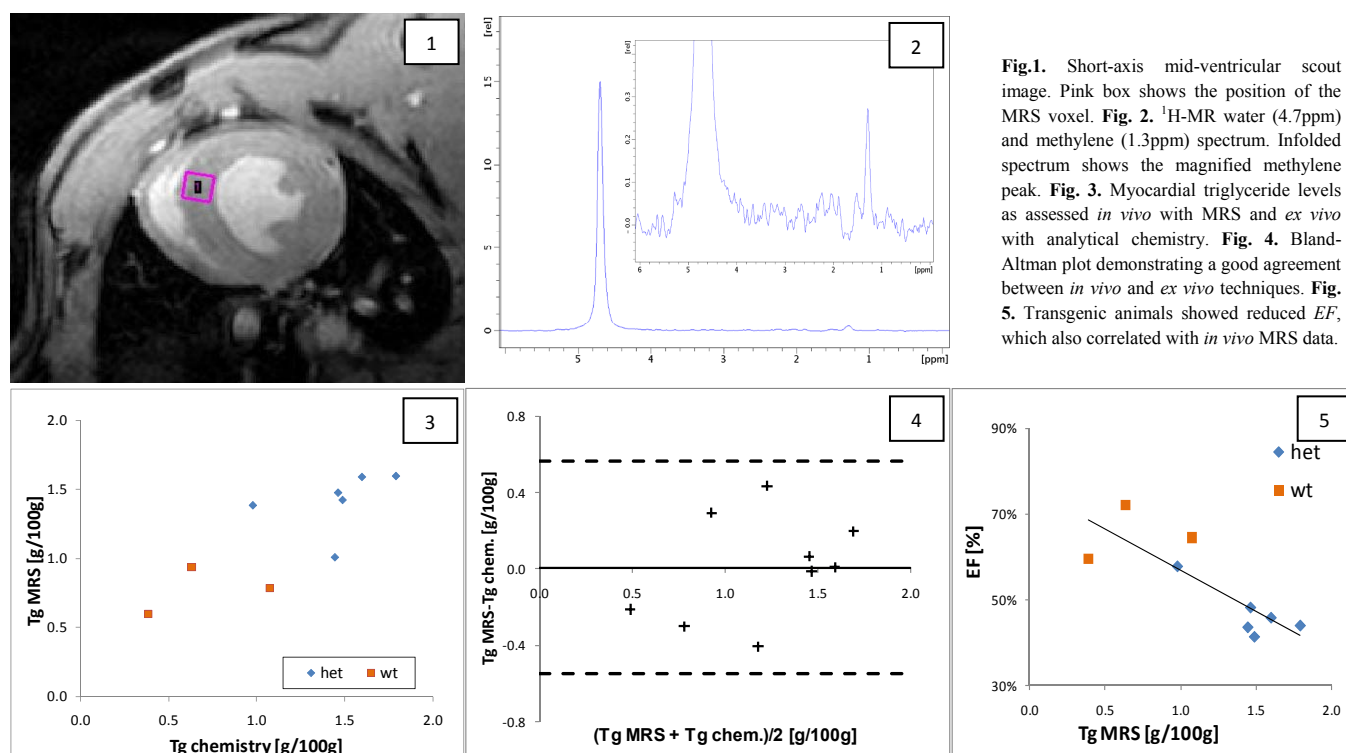 1
1
[rel]
15
10
5
0
5
4
3
2
1
[ppm]
2
[rel]
0.3
0.2
0.1
-0.0
6
5
4
3
2
1
[ppm]
Fig.1. Short-axis mid-ventricular scout
image. Pink box shows the position of the
MRS voxel. Fig. 2. ¹H-MR water (4.7ppm)
and methylene (1.3ppm) spectrum. Infolded
spectrum shows the magnified methylene
peak. Fig. 3. Myocardial triglyceride levels
as assessed in vivo with MRS and ex vivo
with analytical chemistry. Fig. 4. Bland-
Altman plot demonstrating a good agreement
between in vivo and ex vivo techniques. Fig.
5. Transgenic animals showed reduced EF,
which also correlated with in vivo MRS data.
3
Tg MRS [g/100g]
2.0
1.5
1.0
0.5
0.0
0.0 0.5 1.0 1.5 2.0
het wt
Tg chemistry [g/100g]
4
Tg MRS-Tg chem. [g/100g]
0.8
0.4
0.0
-0.4
-0.8
0.0 0.5 1.0 1.5 2.0
(Tg MRS + Tg chem.)/2 [g/100g]
5
het
wt
EF [%]
90%
70%
50%
30%
0.0 0.5 1.0 1.5 2.0
Tg MRS [g/100g]